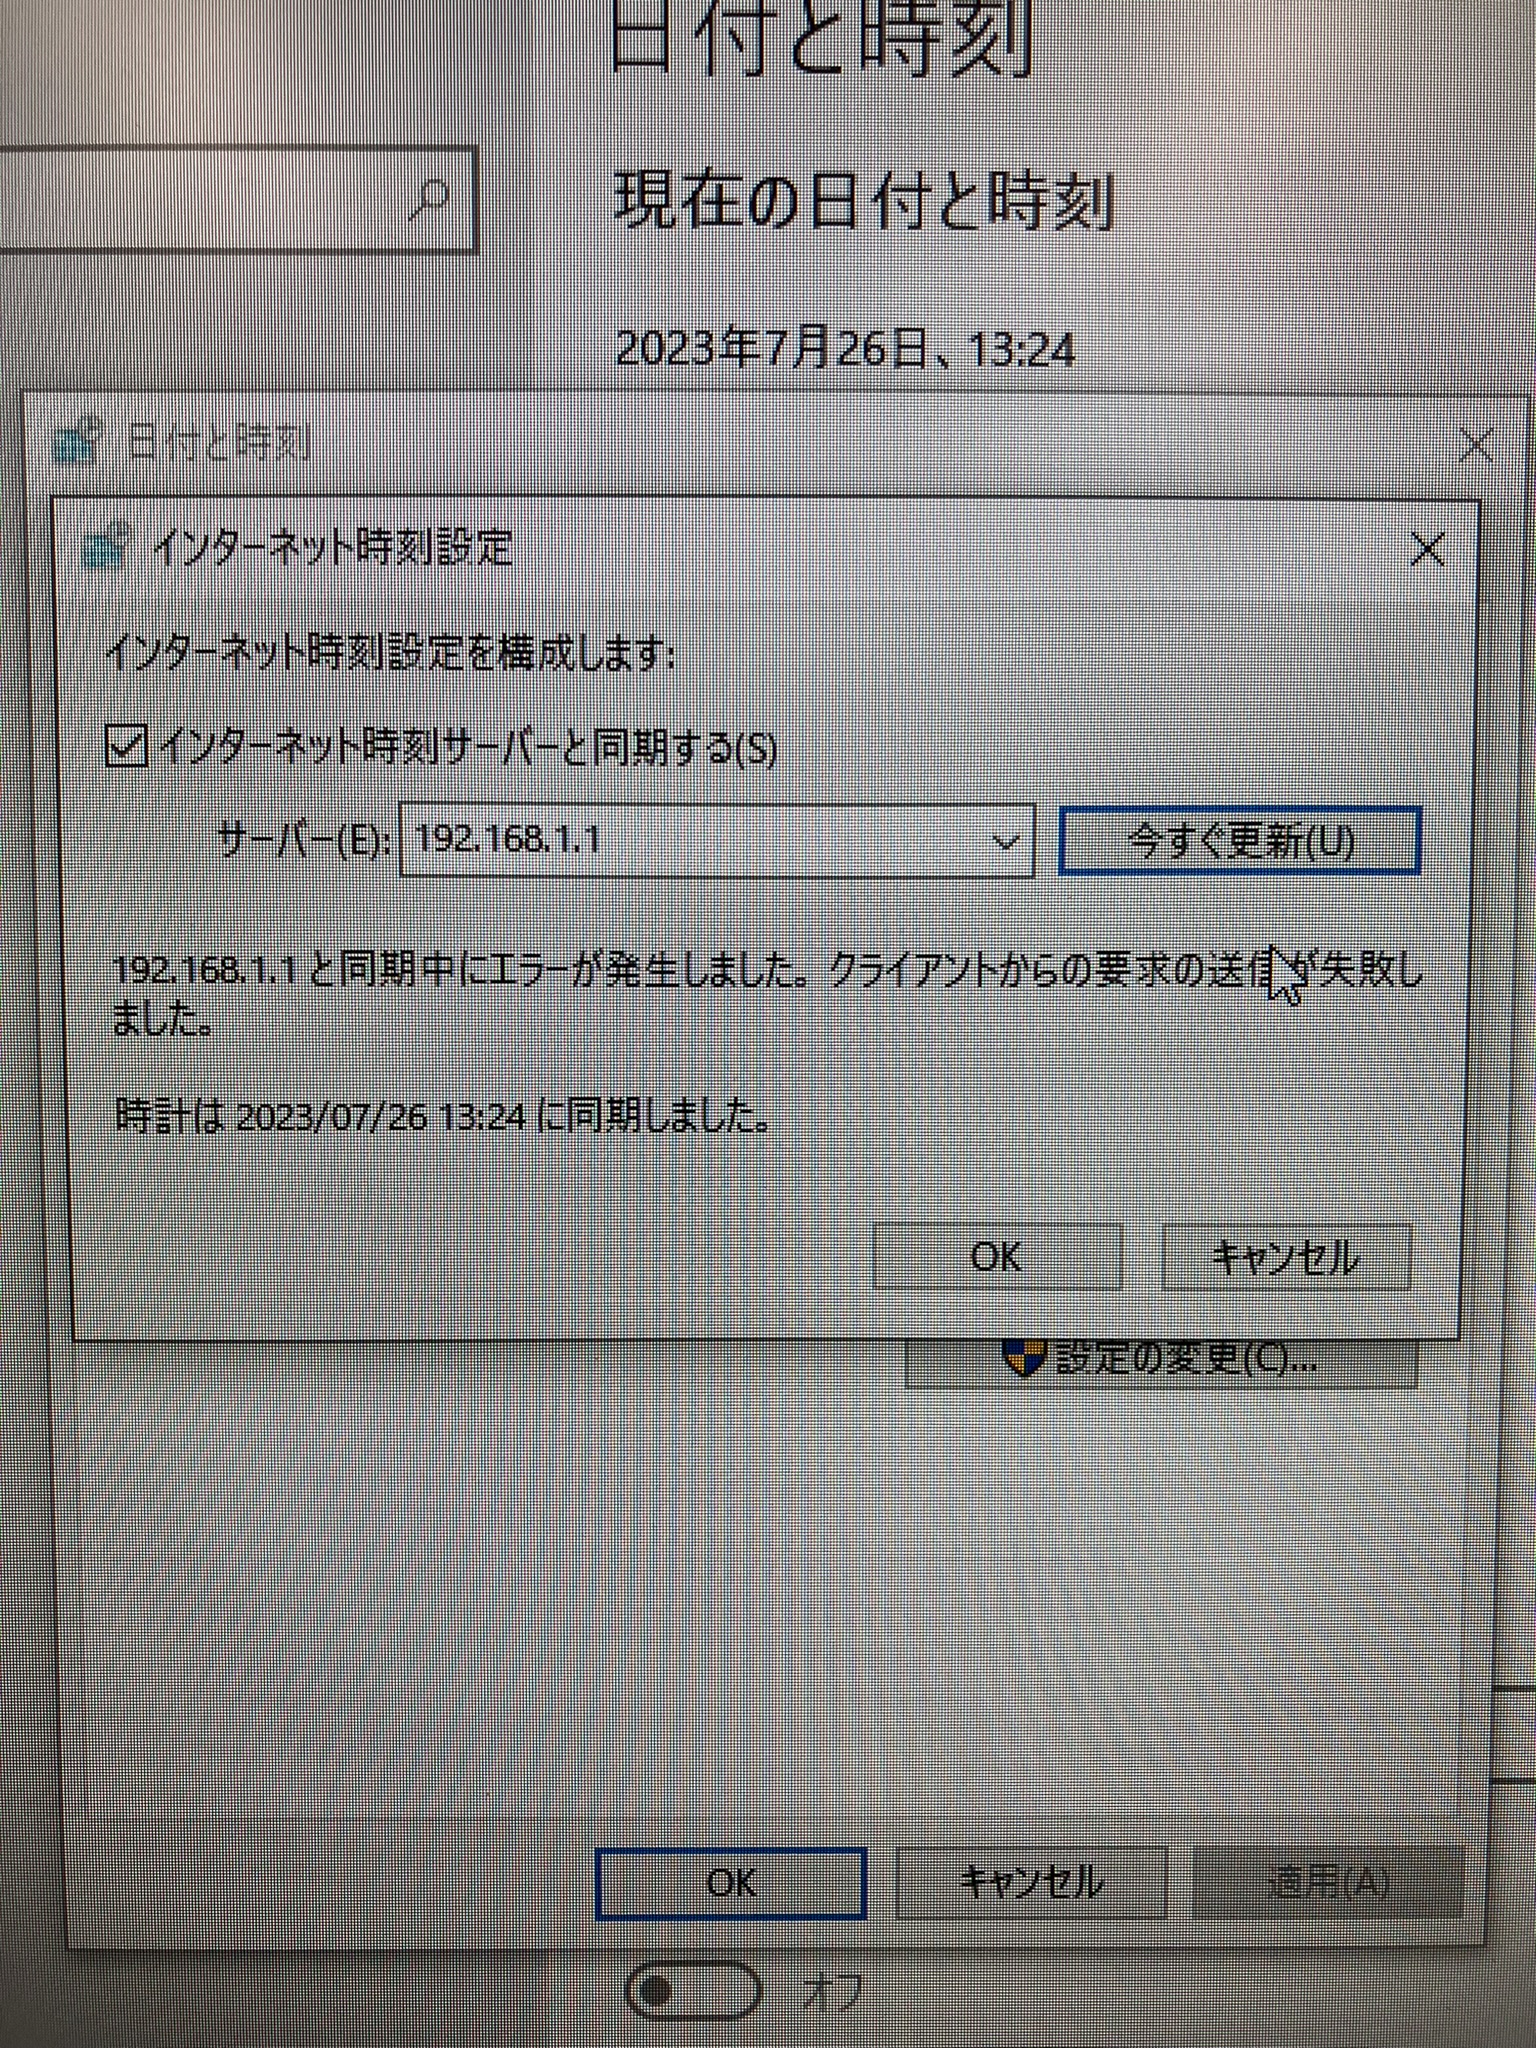 日付と時刻
現在の日付と時刻
2023年7月26日、13:24
日付と時刻
インターネット時刻設定
インターネット時刻設定を構成します:
インターネット時刻サーバーと同期する(S)
サーバー(E): 192.168.1.1 今すぐ更新(U)
192.168.1.1 と同期中にエラーが発生しました。クライアントからの要求の送信が失敗し
ました。
時計は 2023/07/26 13:24 に同期しました。
OK キャンセル
設定の変更(C)...
OK キャンセル 適用(A)
オフ